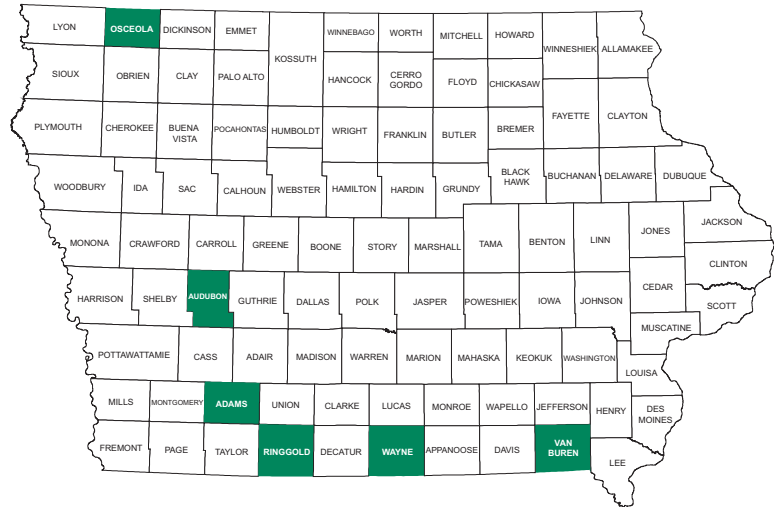 LYON
OSCEOLA
DICKINSON
EMMET
KOSSUTH
WINNEBAGO
WORTH
MITCHELL
HOWARD
WINNESHIEK
ALLAMAKEE
SIOUX
OBRIEN
CLAY
PALO ALTO
HANCOCK
CERRO
GORDO
FLOYD
CHICKASAW
PLYMOUTH
CHEROKEE
BUENA
VISTA
POCAHONTAS
HUMBOLDT
WRIGHT
FRANKLIN
BUTLER
BREMER
FAYETTE
CLAYTON
WOODBURY
IDA
SAC
CALHOUN
WEBSTER
HAMILTON
HARDIN
GRUNDY
BLACK
HAWK
BUCHANAN
DELAWARE
DUBUQUE
MONONA
CRAWFORD
CARROLL
GREENE
BOONE
STORY
MARSHALL
TAMA
BENTON
LINN
JONES
JACKSON
CLINTON
HARRISON
SHELBY
AUDUBON
GUTHRIE
DALLAS
POLK
JASPER
POWESHIEK
IOWA
JOHNSON
CEDAR
SCOTT
MUSCATINE
POTTAWATTAMIE
CASS
ADAIR
MADISON
WARREN
MARION
MAHASKA
KEOKUK
WASHINGTON
LOUISA
MILLS
MONTGOMERY
ADAMS
UNION
CLARKE
LUCAS
MONROE
WAPELLO
JEFFERSON
HENRY
DES
MOINES
FREMONT
PAGE
TAYLOR
RINGGOLD
DECATUR
WAYNE
APPANOOSE
DAVIS
VAN
BUREN
LEE